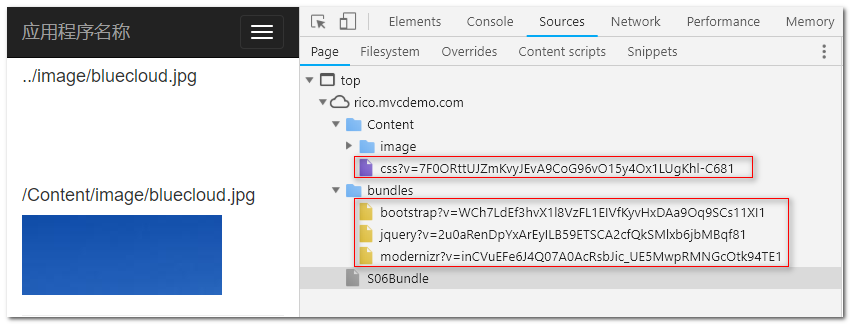 应用程序名称
../image/bluecloud.jpg
/Content/image/bluecloud.jpg
Elements Console Sources Network Performance Memory
Page Filesystem Overrides Content scripts Snippets
top
rico.mvcdemo.com
Content
image
css?v=7F0ORttUJZmKvyJEvA9CoG96vO15y4Ox1LUgKhl-C681
bundles
bootstrap?v=WCh7LdEf3hvX1l8VzFL1EIVfKyvHxDAa9Oq9SCs11XI1
jquery?v=2u0aRenDpYxArEyILB59ETSCA2cfQkSMlxb6jbMBqf81
modernizr?v=inCVuEFe6J4Q07A0AcRsbJic_UE5MwpRMNGcOtk94TE1
S06Bundle